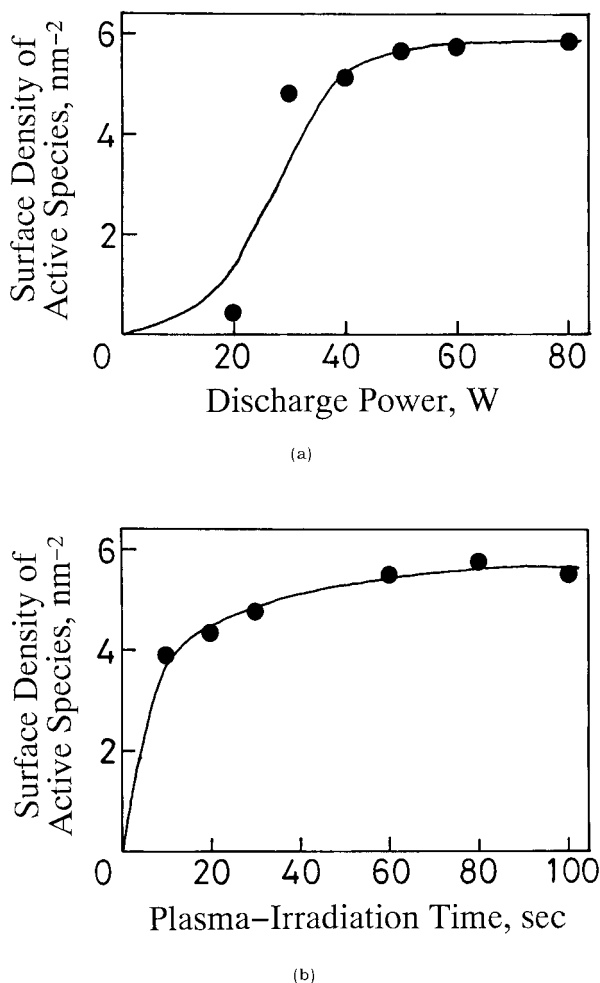 Surface Density of
Active Species, nm⁻²
6
4
2
0 20 40 60 80
Discharge Power, W
(a)
Surface Density of
Active Species, nm⁻²
6
4
2
0 20 40 60 80 100
Plasma–Irradiation Time, sec
(b)